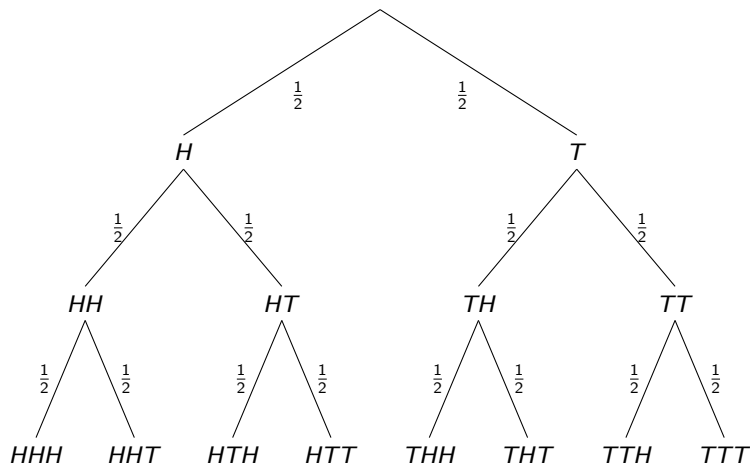 1/2 1/2
H T
1/2 1/2 1/2 1/2
HH HT TH TT
1/2 1/2 1/2 1/2 1/2 1/2 1/2 1/2
HHH HHT HTH HTT THH THT TTH TTT